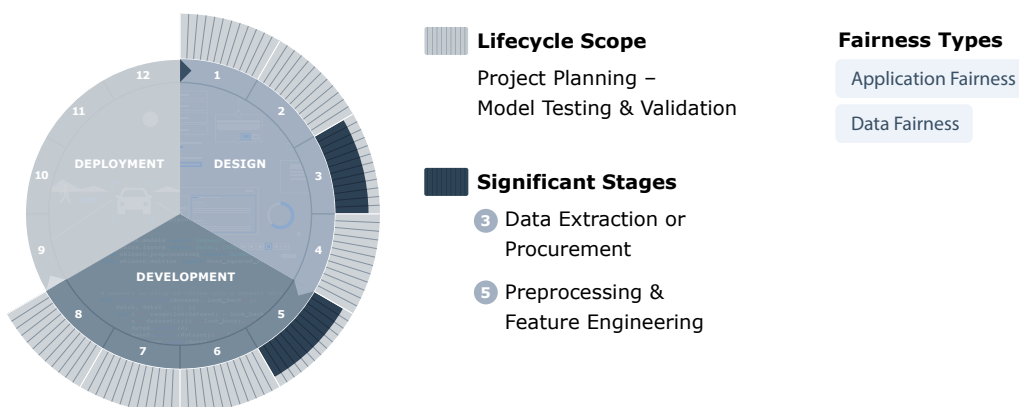 12
1
11
2
DEPLOYMENT
DESIGN
10
3
9
4
DEVELOPMENT
8
5
7
6
Lifecycle Scope
Project Planning –
Model Testing & Validation
Significant Stages
3 Data Extraction or
Procurement
5 Preprocessing &
Feature Engineering
Fairness Types
Application Fairness
Data Fairness